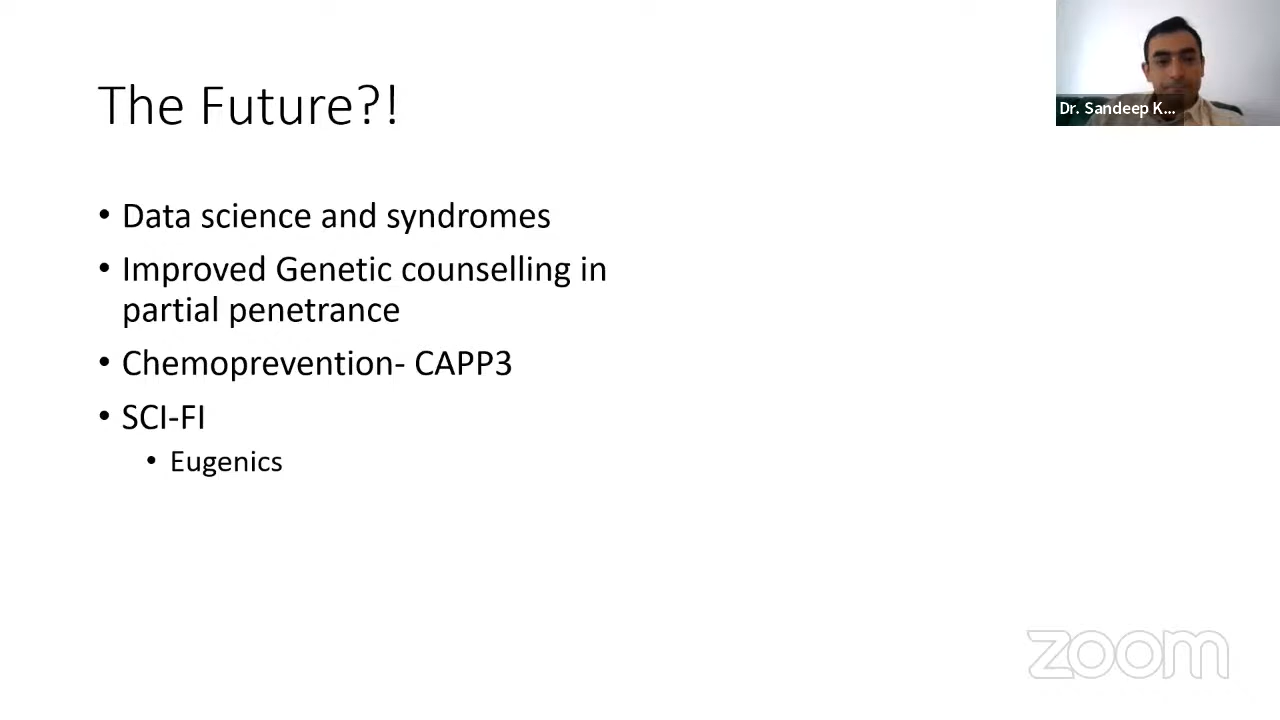 The Future?!
Dr. Sandeep K...
• Data science and syndromes
• Improved Genetic counselling in
partial penetrance
• Chemoprevention- CAPP3
• SCI-FI
• Eugenics
zoom